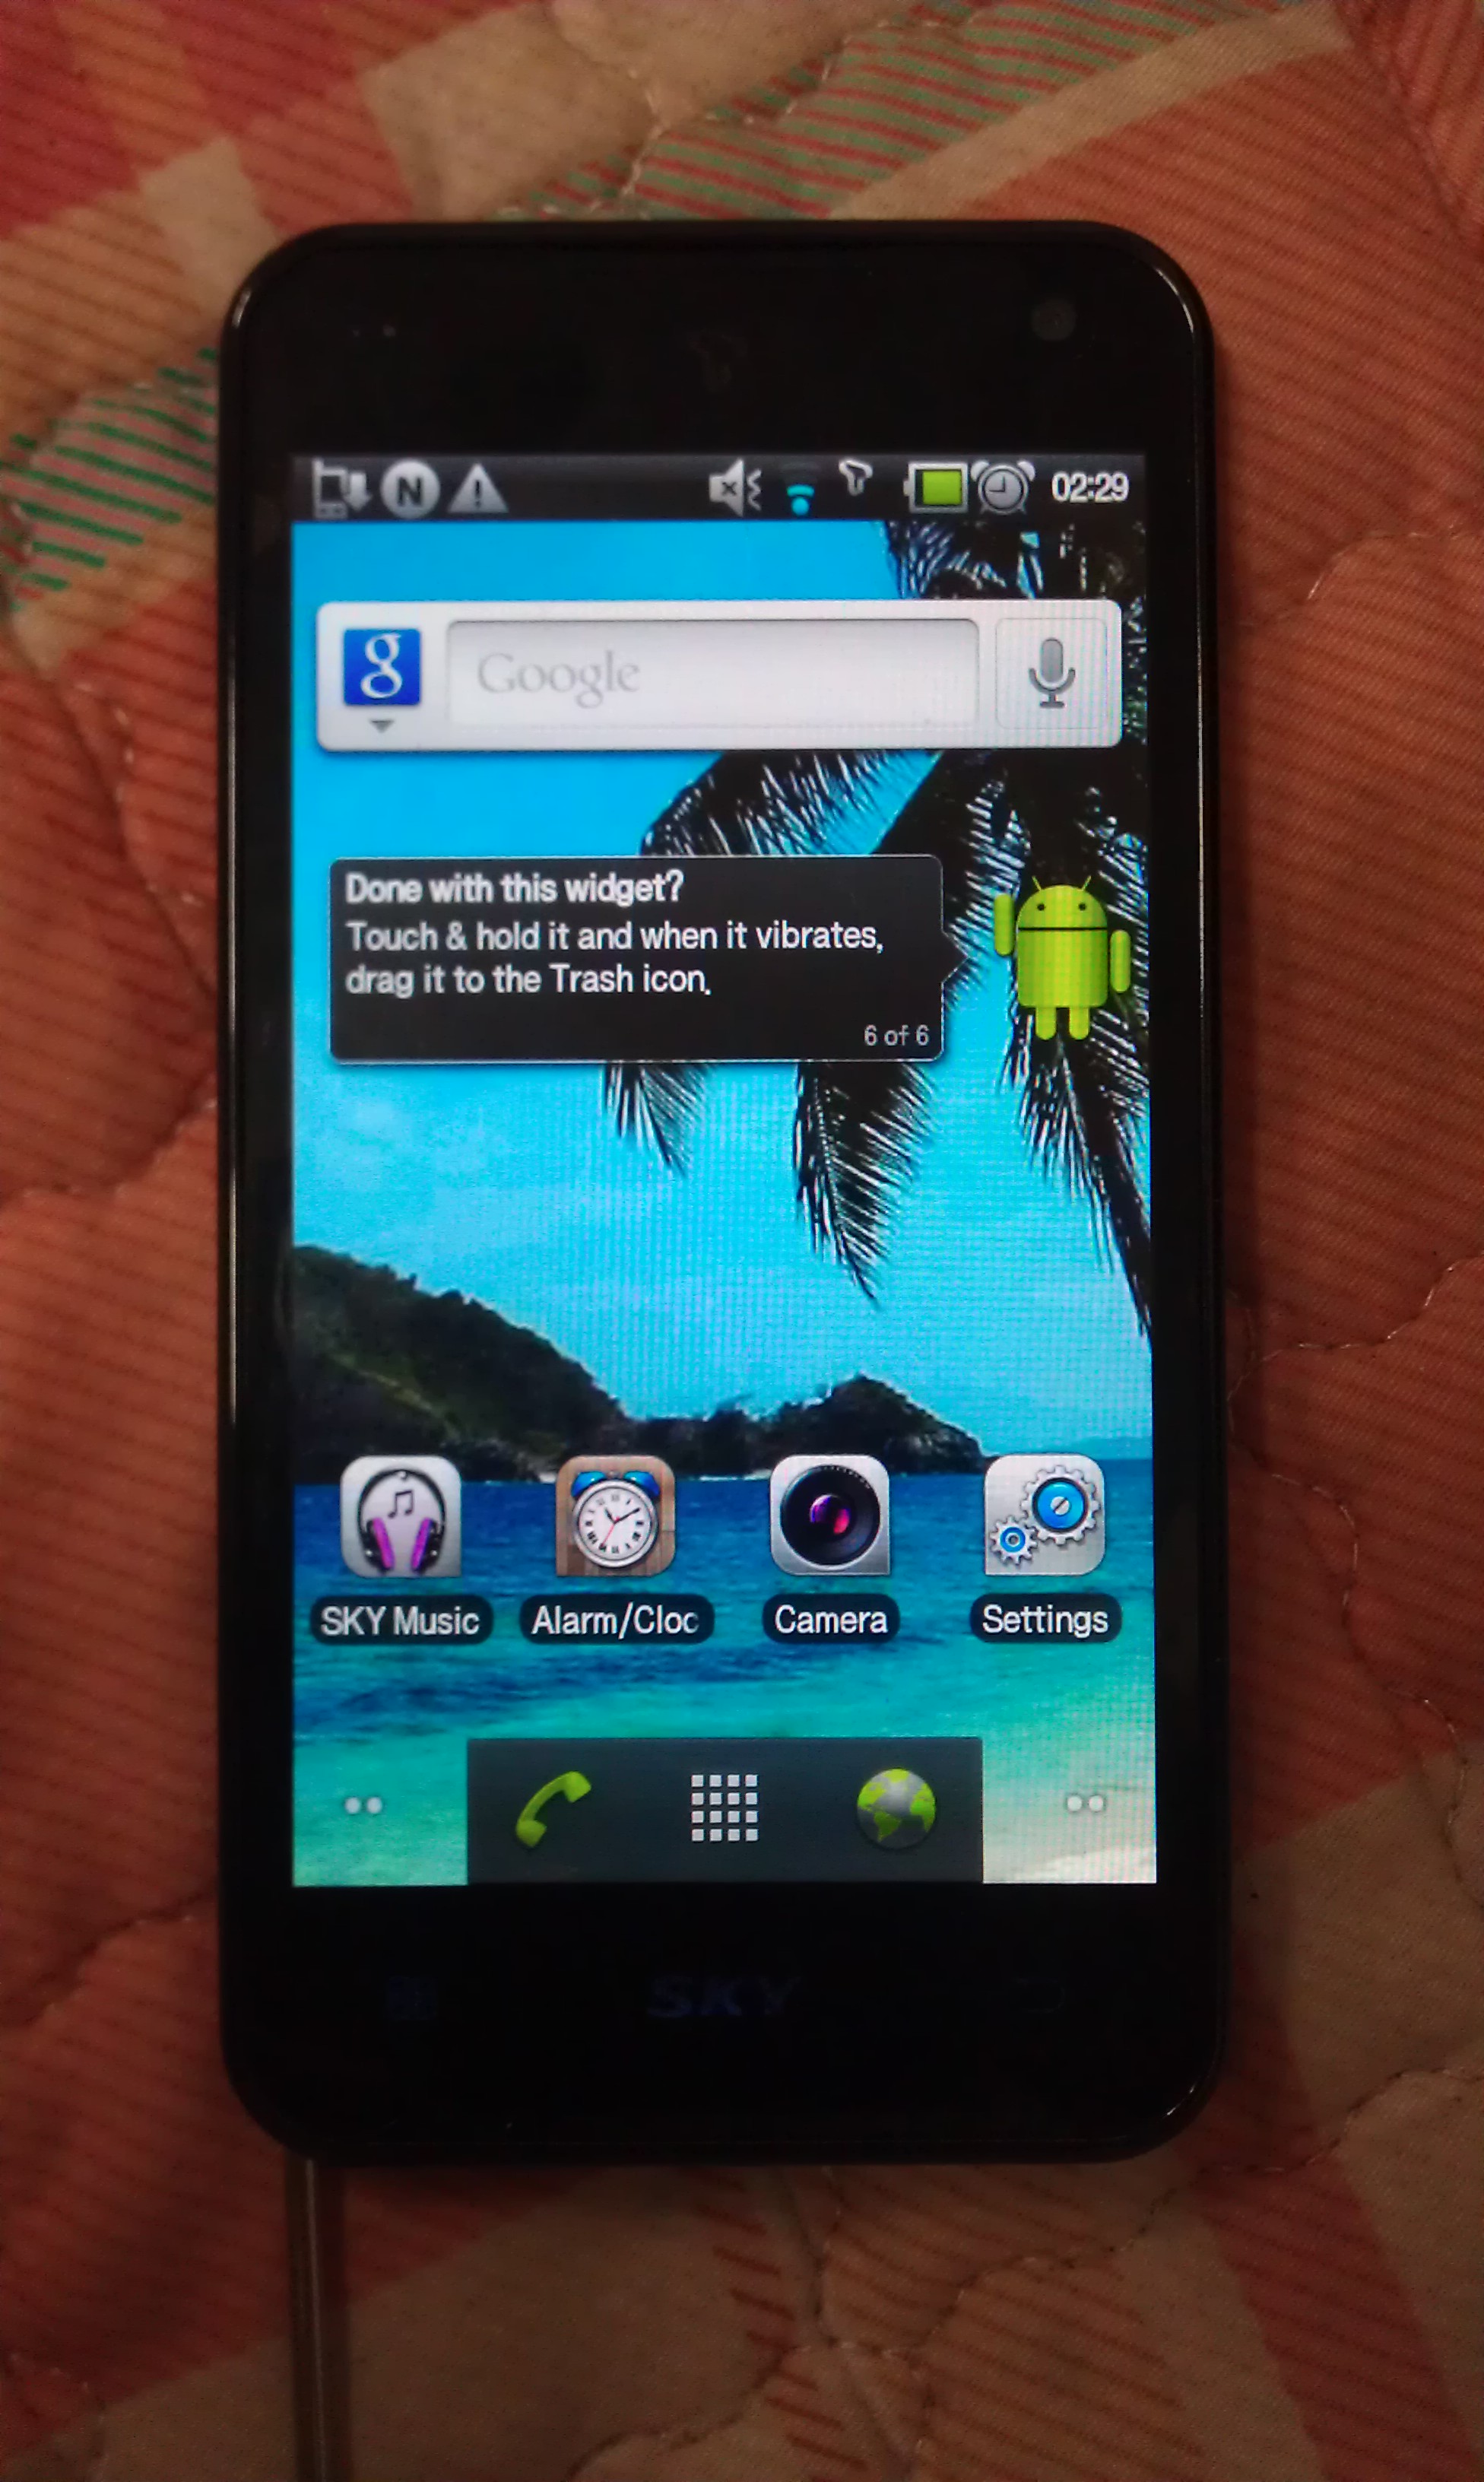 N
02:29
g
Google
Done with this widget?
Touch & hold it and when it vibrates,
drag it to the Trash icon.
6 of 6
SKY Music
Alarm/Cloc
Camera
Settings
SKY